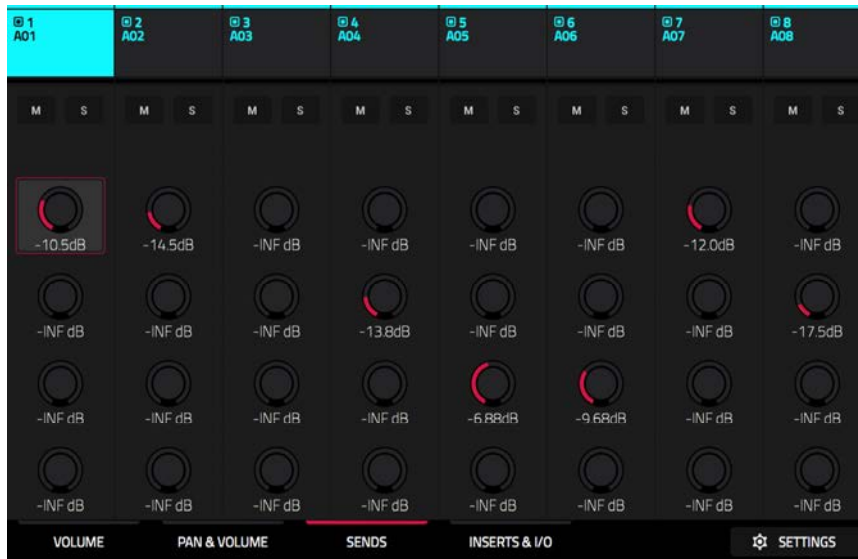 1 2 3 4 5 6 7 8
A01 A02 A03 A04 A05 A06 A07 A08
M S M S M S M S M S M S M S M S
-10.5dB -14.5dB -INF dB -INF dB -INF dB -INF dB -12.0dB -INF dB
-INF dB -INF dB -INF dB -13.8dB -INF dB -INF dB -INF dB -17.5dB
-INF dB -INF dB -INF dB -INF dB -6.88dB -9.68dB -INF dB -INF dB
-INF dB -INF dB -INF dB -INF dB -INF dB -INF dB -INF dB -INF dB
VOLUME PAN & VOLUME SENDS INSERTS & I/O SETTINGS